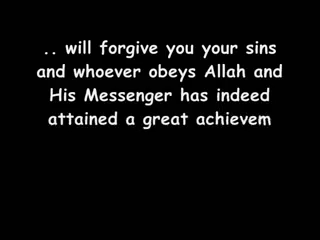 .. will forgive you your sins
and whoever obeys Allah and
His Messenger has indeed
attained a great achievem